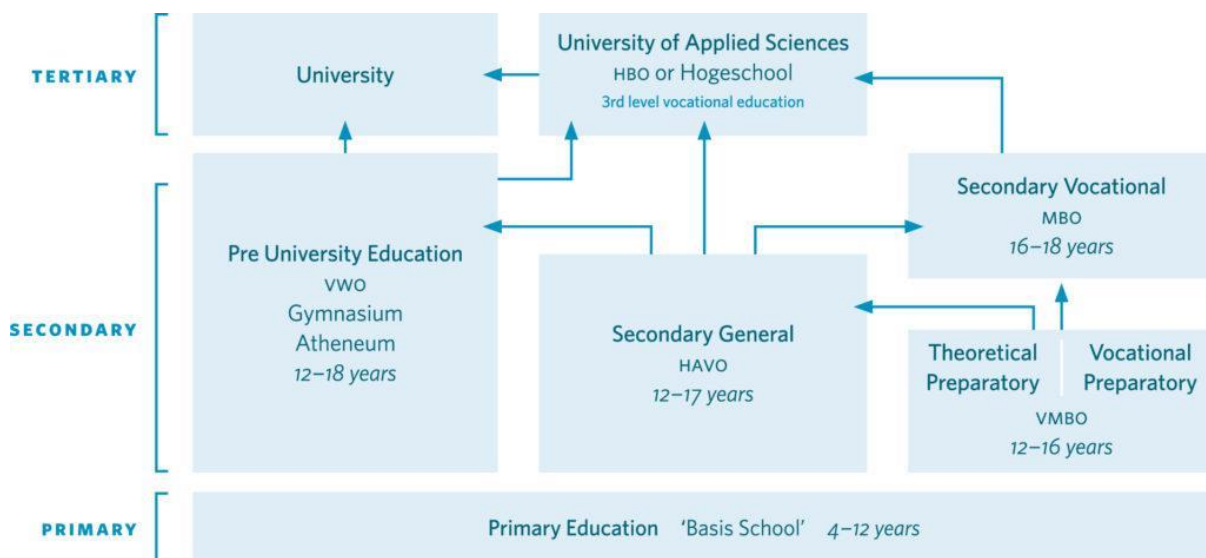 TERTIARY
University
University of Applied Sciences
HBO or Hogeschool
3rd level vocational education
SECONDARY
Pre University Education
VWO
Gymnasium
Atheneum
12–18 years
Secondary General
HAVO
12–17 years
Secondary Vocational
MBO
16–18 years
Theoretical
Preparatory
Vocational
Preparatory
VMBO
12–16 years
PRIMARY
Primary Education 'Basis School' 4–12 years